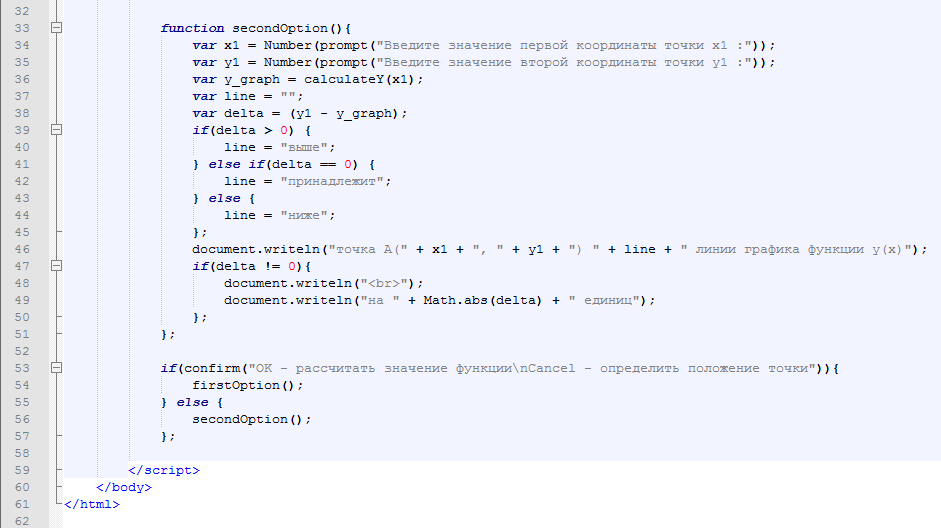 32
33 function secondOption(){
34 var x1 = Number(prompt("Введите значение первой координаты точки x1 :"));
35 var y1 = Number(prompt("Введите значение второй координаты точки y1 :"));
36 var y_graph = calculateY(x1);
37 var line = "";
38 var delta = (y1 - y_graph);
39 if(delta > 0) {
40 line = "выше";
41 } else if(delta == 0) {
42 line = "принадлежит";
43 } else {
44 line = "ниже";
45 };
46 document.writeln("точка A(" + x1 + ", " + y1 + ") " + line + " линии графика функции y(x)");
47 if(delta != 0){
48 document.writeln("<br>");
49 document.writeln("на " + Math.abs(delta) + " единиц");
50 };
51 };
52
53 if(confirm("OK - рассчитать значение функции\nCancel - определить положение точки")){
54 firstOption();
55 } else {
56 secondOption();
57 };
58
59 </script>
60 </body>
61 </html>
62